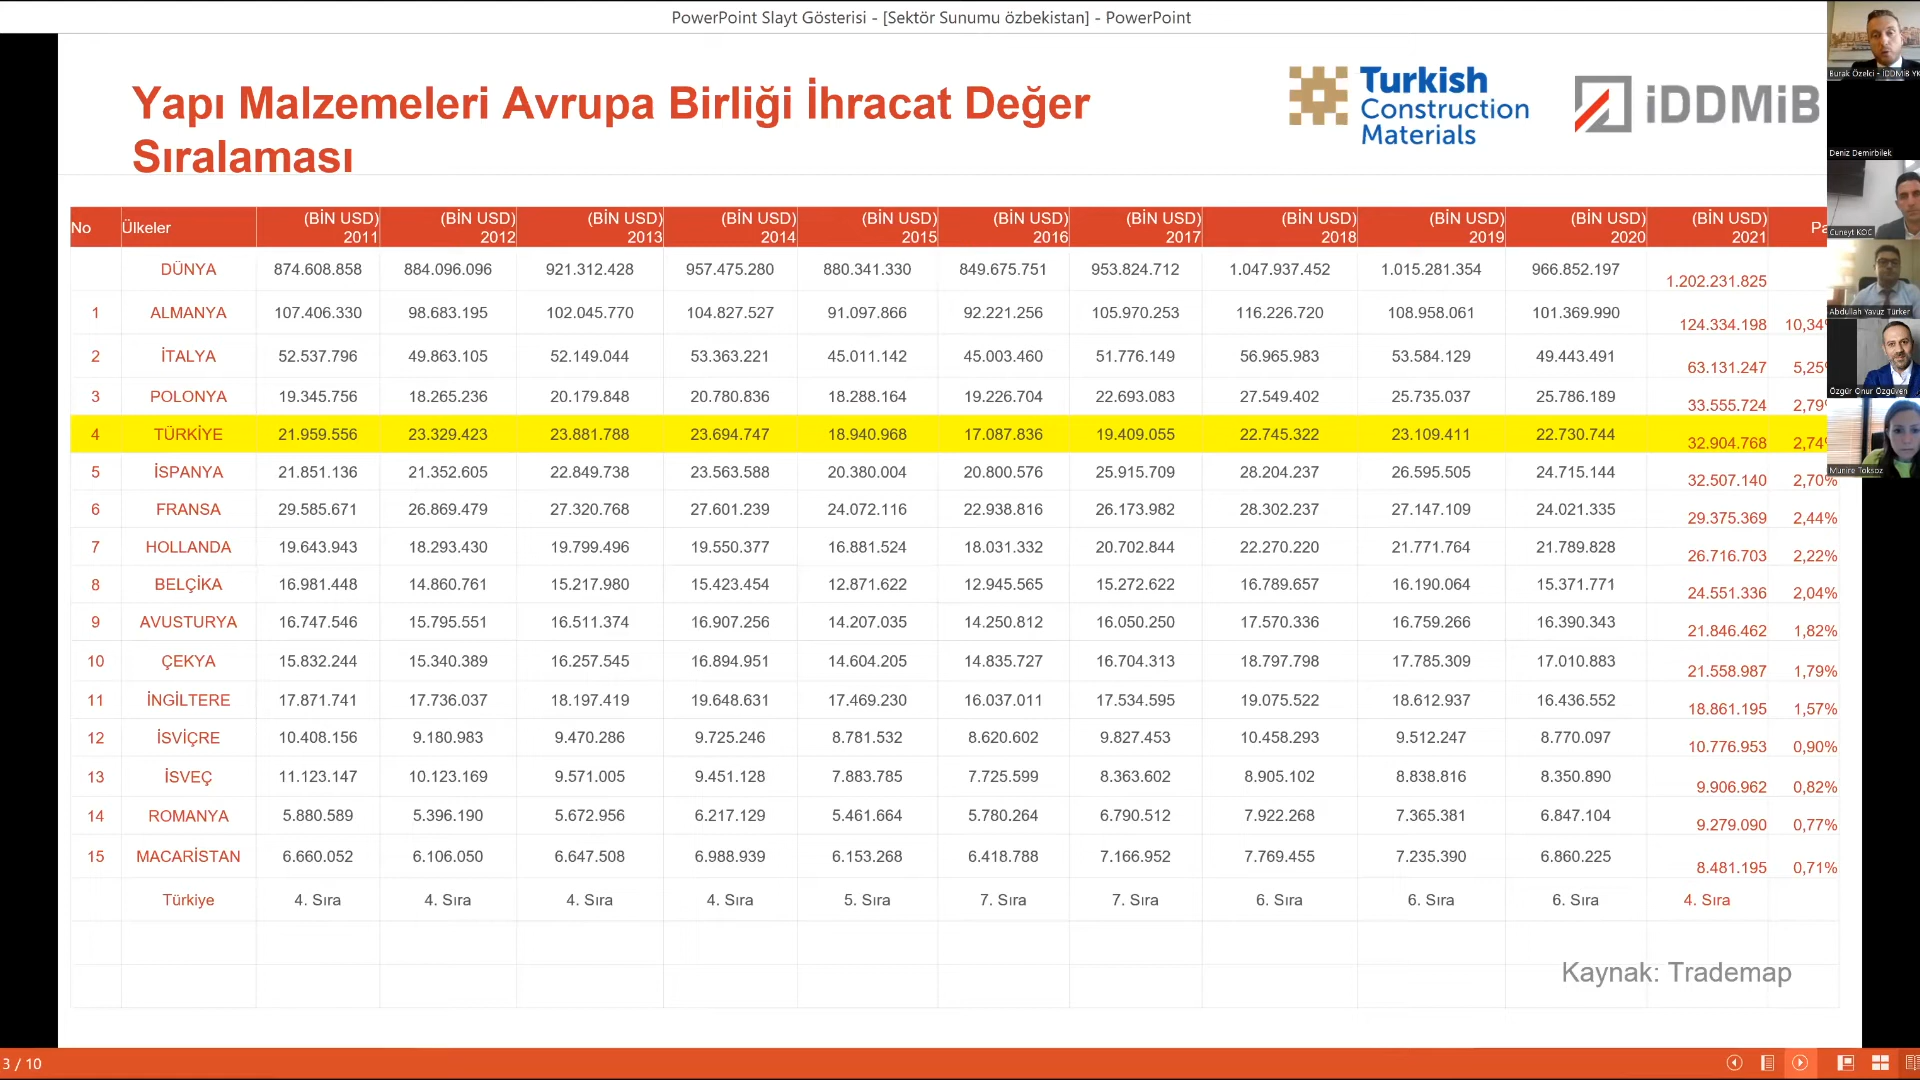 PowerPoint Slayt Gösterisi - [Sektör Sunumu özbekistan] - PowerPoint
Yapı Malzemeleri Avrupa Birliği İhracat Değer
Sıralaması
Turkish
Construction
Materials
iDDMiB
No Ülkeler (BİN USD) 2011 (BİN USD) 2012 (BİN USD) 2013 (BİN USD) 2014 (BİN USD) 2015 (BİN USD) 2016 (BİN USD) 2017 (BİN USD) 2018 (BİN USD) 2019 (BİN USD) 2020 (BİN USD) 2021
DÜNYA 874.608.858 884.096.096 921.312.428 957.475.280 880.341.330 849.675.751 953.824.712 1.047.937.452 1.015.281.354 966.852.197 1.202.231.825
1 ALMANYA 107.406.330 98.683.195 102.045.770 104.827.527 91.097.866 92.221.256 105.970.253 116.226.720 108.958.061 101.369.990 124.334.198 10,34%
2 İTALYA 52.537.796 49.863.105 52.149.044 53.363.221 45.011.142 45.003.460 51.776.149 56.965.983 53.584.129 49.443.491 63.131.247 5,25%
3 POLONYA 19.345.756 18.265.236 20.179.848 20.780.836 18.288.164 19.226.704 22.693.083 27.549.402 25.735.037 25.786.189 33.555.724 2,79%
4 TÜRKİYE 21.959.556 23.329.423 23.881.788 23.694.747 18.940.968 17.087.836 19.409.055 22.745.322 23.109.411 22.730.744 32.904.768 2,74%
5 İSPANYA 21.851.136 21.352.605 22.849.738 23.563.588 20.380.004 20.800.576 25.915.709 28.204.237 26.595.505 24.715.144 32.507.140 2,70%
6 FRANSA 29.585.671 26.869.479 27.320.768 27.601.239 24.072.116 22.938.816 26.173.982 28.302.237 27.147.109 24.021.335 29.375.369 2,44%
7 HOLLANDA 19.643.943 18.293.430 19.799.496 19.550.377 16.881.524 18.031.332 20.702.844 22.270.220 21.771.764 21.789.828 26.716.703 2,22%
8 BELÇİKA 16.981.448 14.860.761 15.217.980 15.423.454 12.871.622 12.945.565 15.272.622 16.789.657 16.190.064 15.371.771 24.551.336 2,04%
9 AVUSTURYA 16.747.546 15.795.551 16.511.374 16.907.256 14.207.035 14.250.812 16.050.250 17.570.336 16.759.266 16.390.343 21.846.462 1,82%
10 ÇEKYA 15.832.244 15.340.389 16.257.545 16.894.951 14.604.205 14.835.727 16.704.313 18.797.798 17.785.309 17.010.883 21.558.987 1,79%
11 İNGİLTERE 17.871.741 17.736.037 18.197.419 19.648.631 17.469.230 16.037.011 17.534.595 19.075.522 18.612.937 16.436.552 18.861.195 1,57%
12 İSVİÇRE 10.408.156 9.180.983 9.470.286 9.725.246 8.781.532 8.620.602 9.827.453 10.458.293 9.512.247 8.770.097 10.776.953 0,90%
13 İSVEÇ 11.123.147 10.123.169 9.571.005 9.451.128 7.883.785 7.725.599 8.363.602 8.905.102 8.838.816 8.350.890 9.906.962 0,82%
14 ROMANYA 5.880.589 5.396.190 5.672.956 6.217.129 5.461.664 5.780.264 6.790.512 7.922.268 7.365.381 6.847.104 9.279.090 0,77%
15 MACARİSTAN 6.660.052 6.106.050 6.647.508 6.988.939 6.153.268 6.418.788 7.166.952 7.769.455 7.235.390 6.860.225 8.481.195 0,71%
Türkiye 4. Sıra 4. Sıra 4. Sıra 4. Sıra 5. Sıra 7. Sıra 7. Sıra 6. Sıra 6. Sıra 6. Sıra 4. Sıra
Kaynak: Trademap
3 / 10
Burak Özelci - İDDMİB YK
Deniz Demirbilek
Cuneyt KOC
Abdullah Yavuz Türker
Özgür Onur Özgüven
Munire Toksoz